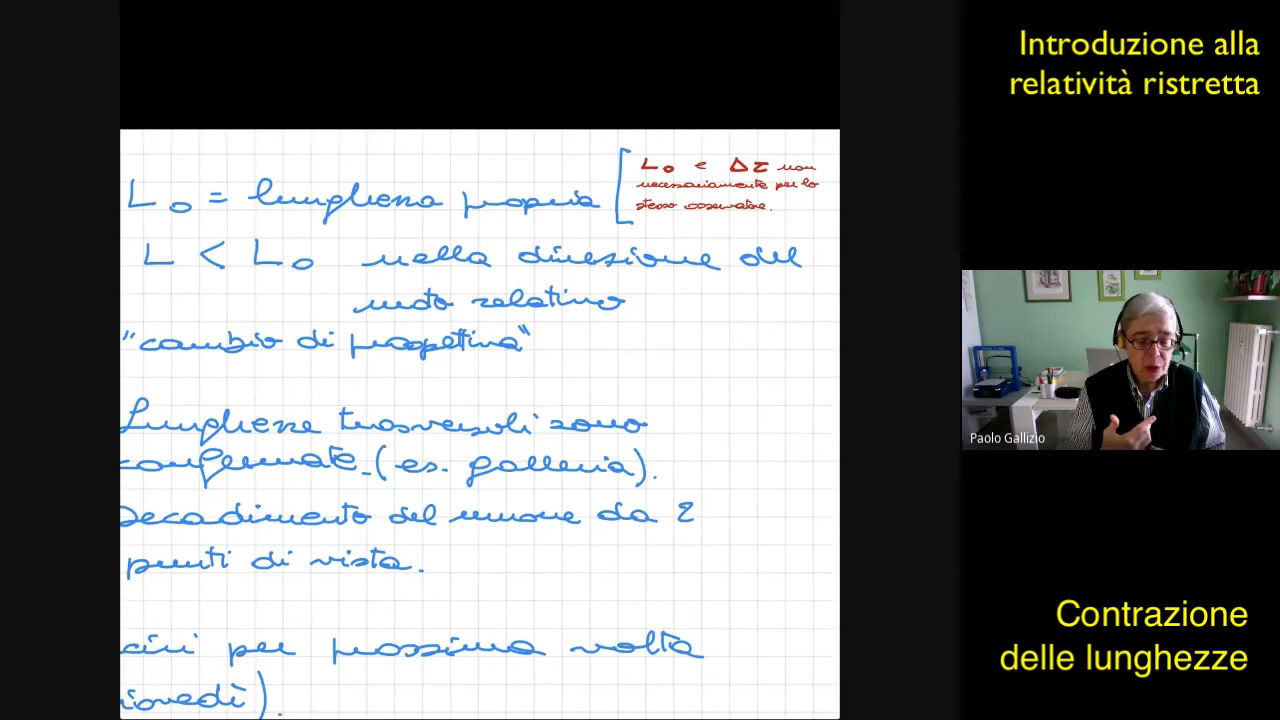 Introduzione alla
relatività ristretta
L₀ = lunghezza propria
L₀ e Δτ non
necessariamente per lo
stesso osservatore.
L < L₀ nella direzione del
moto relativo
"cambio di prospettiva"
Lunghezze trasversali sono
confermate (es. galleria).
Decadimento del muone da 2
punti di vista.
per prossima volta
Paolo Gallizio
Contrazione
delle lunghezze